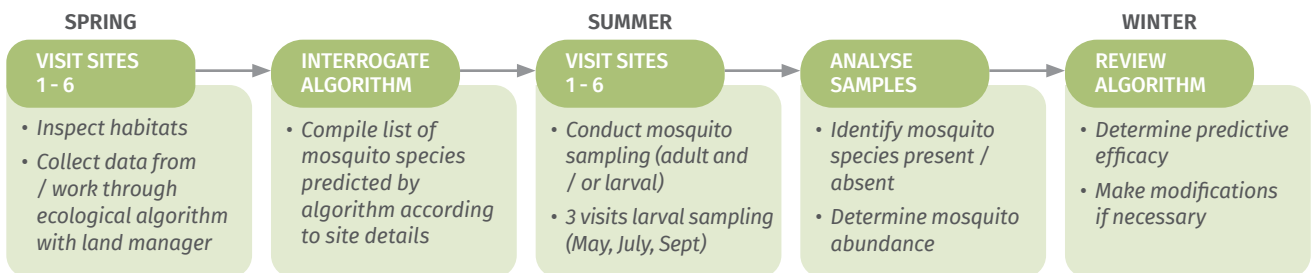 SPRING
VISIT SITES
1 - 6
• Inspect habitats
• Collect data from
/ work through
ecological algorithm
with land manager
INTERROGATE
ALGORITHM
• Compile list of
mosquito species
predicted by
algorithm according
to site details
SUMMER
VISIT SITES
1 - 6
• Conduct mosquito
sampling (adult and
/ or larval)
• 3 visits larval sampling
(May, July, Sept)
ANALYSE
SAMPLES
• Identify mosquito
species present /
absent
• Determine mosquito
abundance
WINTER
REVIEW
ALGORITHM
• Determine predictive
efficacy
• Make modifications
if necessary